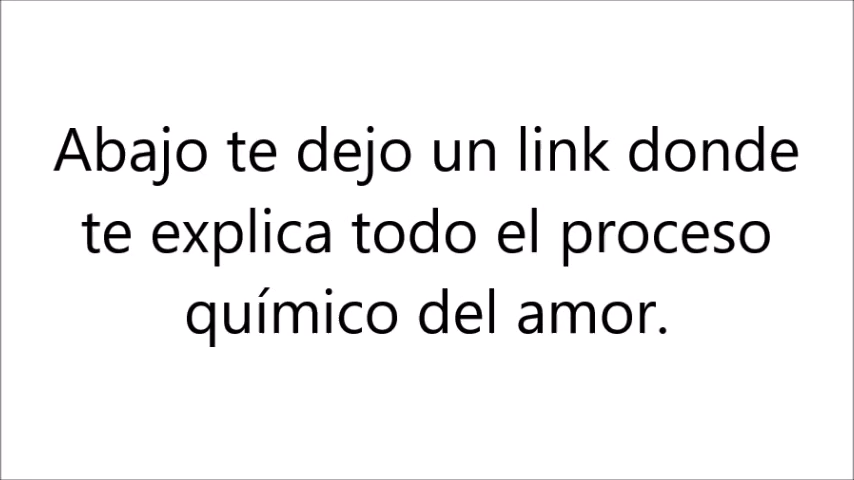 Abajo te dejo un link donde
te explica todo el proceso
químico del amor.